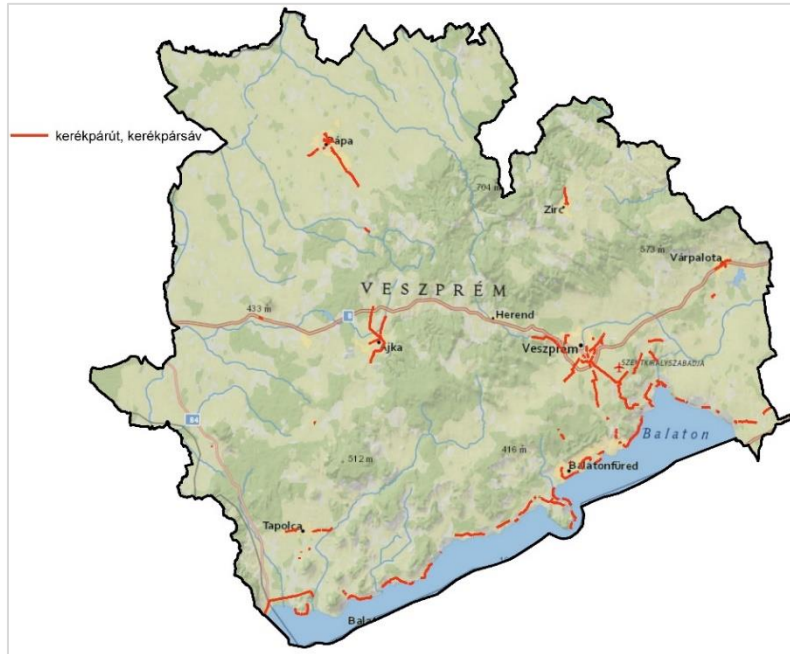 kerékpárút, kerékpársáv
Pápa
704 m
Zirc
573 m
Várpalota
VESZPRÉM
433 m
8
Herend
Ajka
Veszprém
SZENTKIRÁLYSZABADJA
84
Balaton
416 m
512 m
Balatonfüred
Tapolca